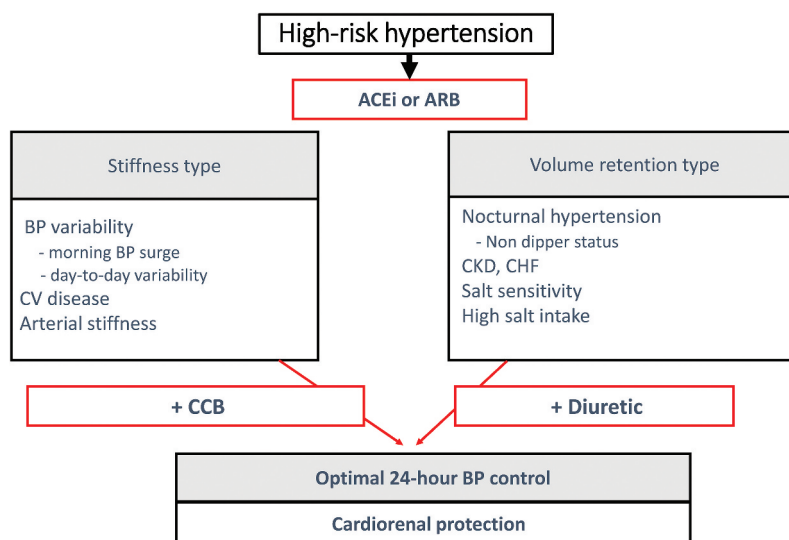 High-risk hypertension
ACEi or ARB
Stiffness type
BP variability
- morning BP surge
- day-to-day variability
CV disease
Arterial stiffness
Volume retention type
Nocturnal hypertension
- Non dipper status
CKD, CHF
Salt sensitivity
High salt intake
+ CCB
+ Diuretic
Optimal 24-hour BP control
Cardiorenal protection